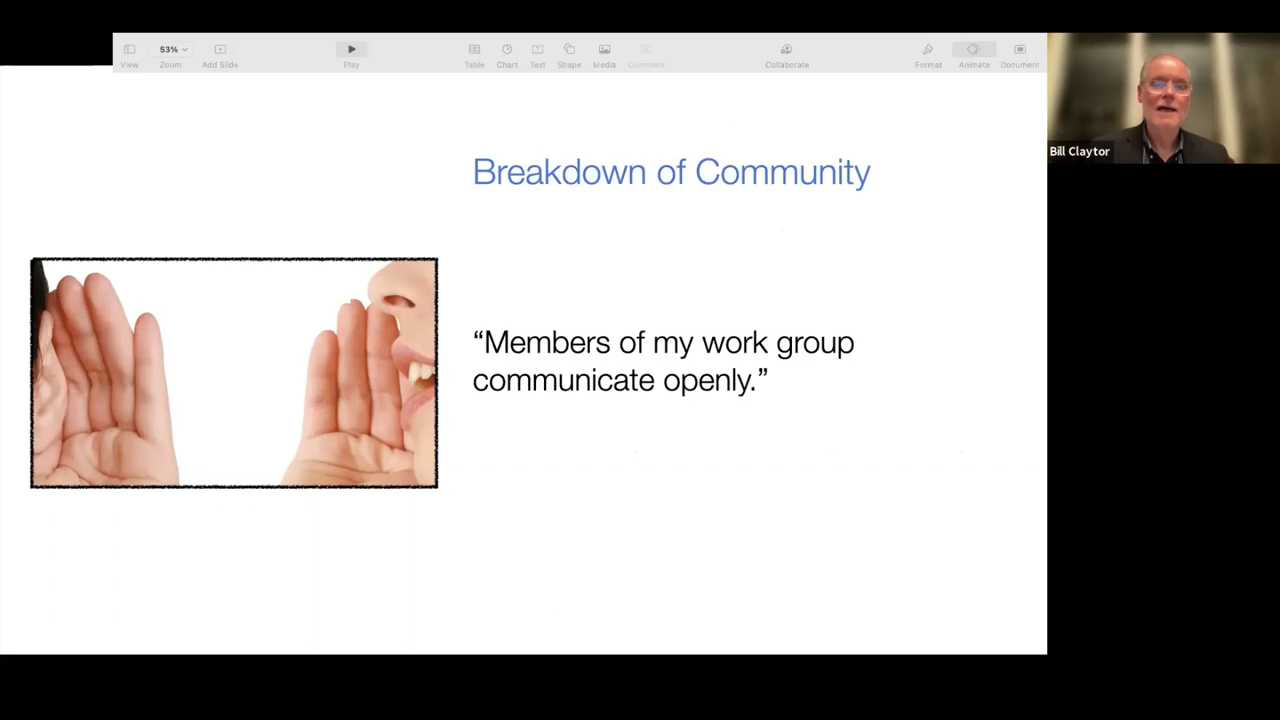 53%
View
Zoom
Add Slide
Play
Table
Chart
Text
Shape
Media
Comment
Collaborate
Format
Animate
Document
Bill Claytor
Breakdown of Community
“Members of my work group
communicate openly.”